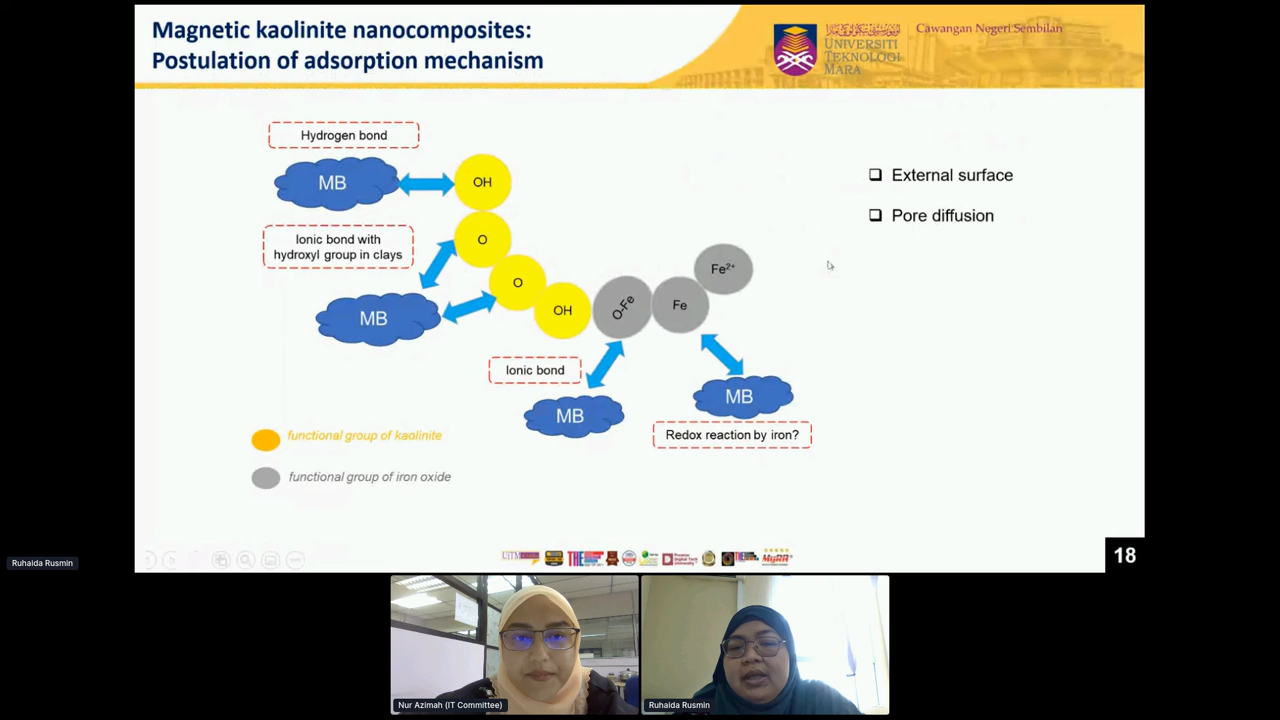 Magnetic kaolinite nanocomposites:
Postulation of adsorption mechanism
UNIVERSITI
TEKNOLOGI
MARA
Cawangan Negeri Sembilan
Hydrogen bond
MB
OH
Ionic bond with
hydroxyl group in clays
O
O
MB
OH
O-Fe
Fe
Fe²⁺
Ionic bond
MB
MB
Redox reaction by iron?
functional group of kaolinite
functional group of iron oxide
External surface
Pore diffusion
18
Ruhaida Rusmin
Nur Azimah (IT Committee)
Ruhaida Rusmin